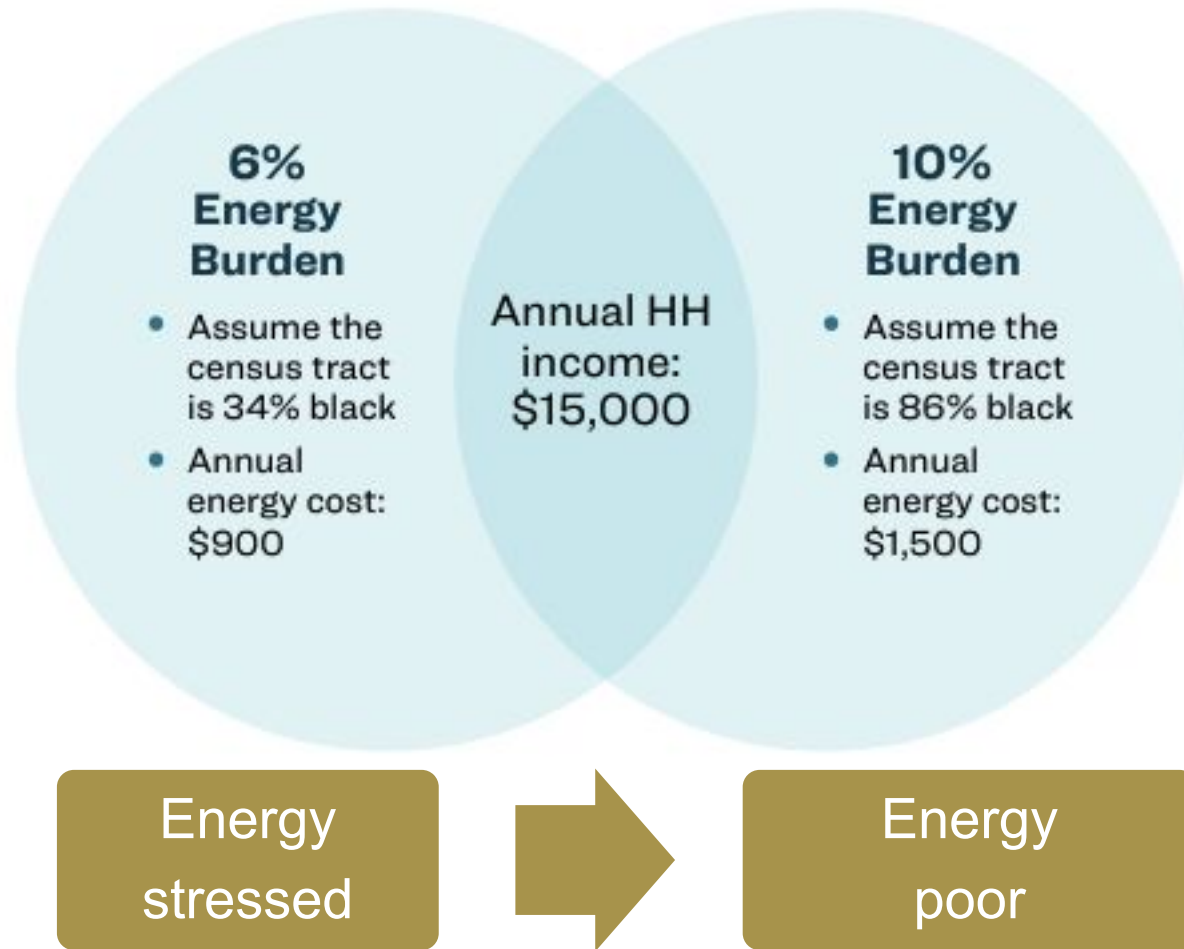 6%
Energy
Burden
• Assume the
census tract
is 34% black
• Annual
energy cost:
$900
Annual HH
income:
$15,000
10%
Energy
Burden
• Assume the
census tract
is 86% black
• Annual
energy cost:
$1,500
Energy
stressed
Energy
poor